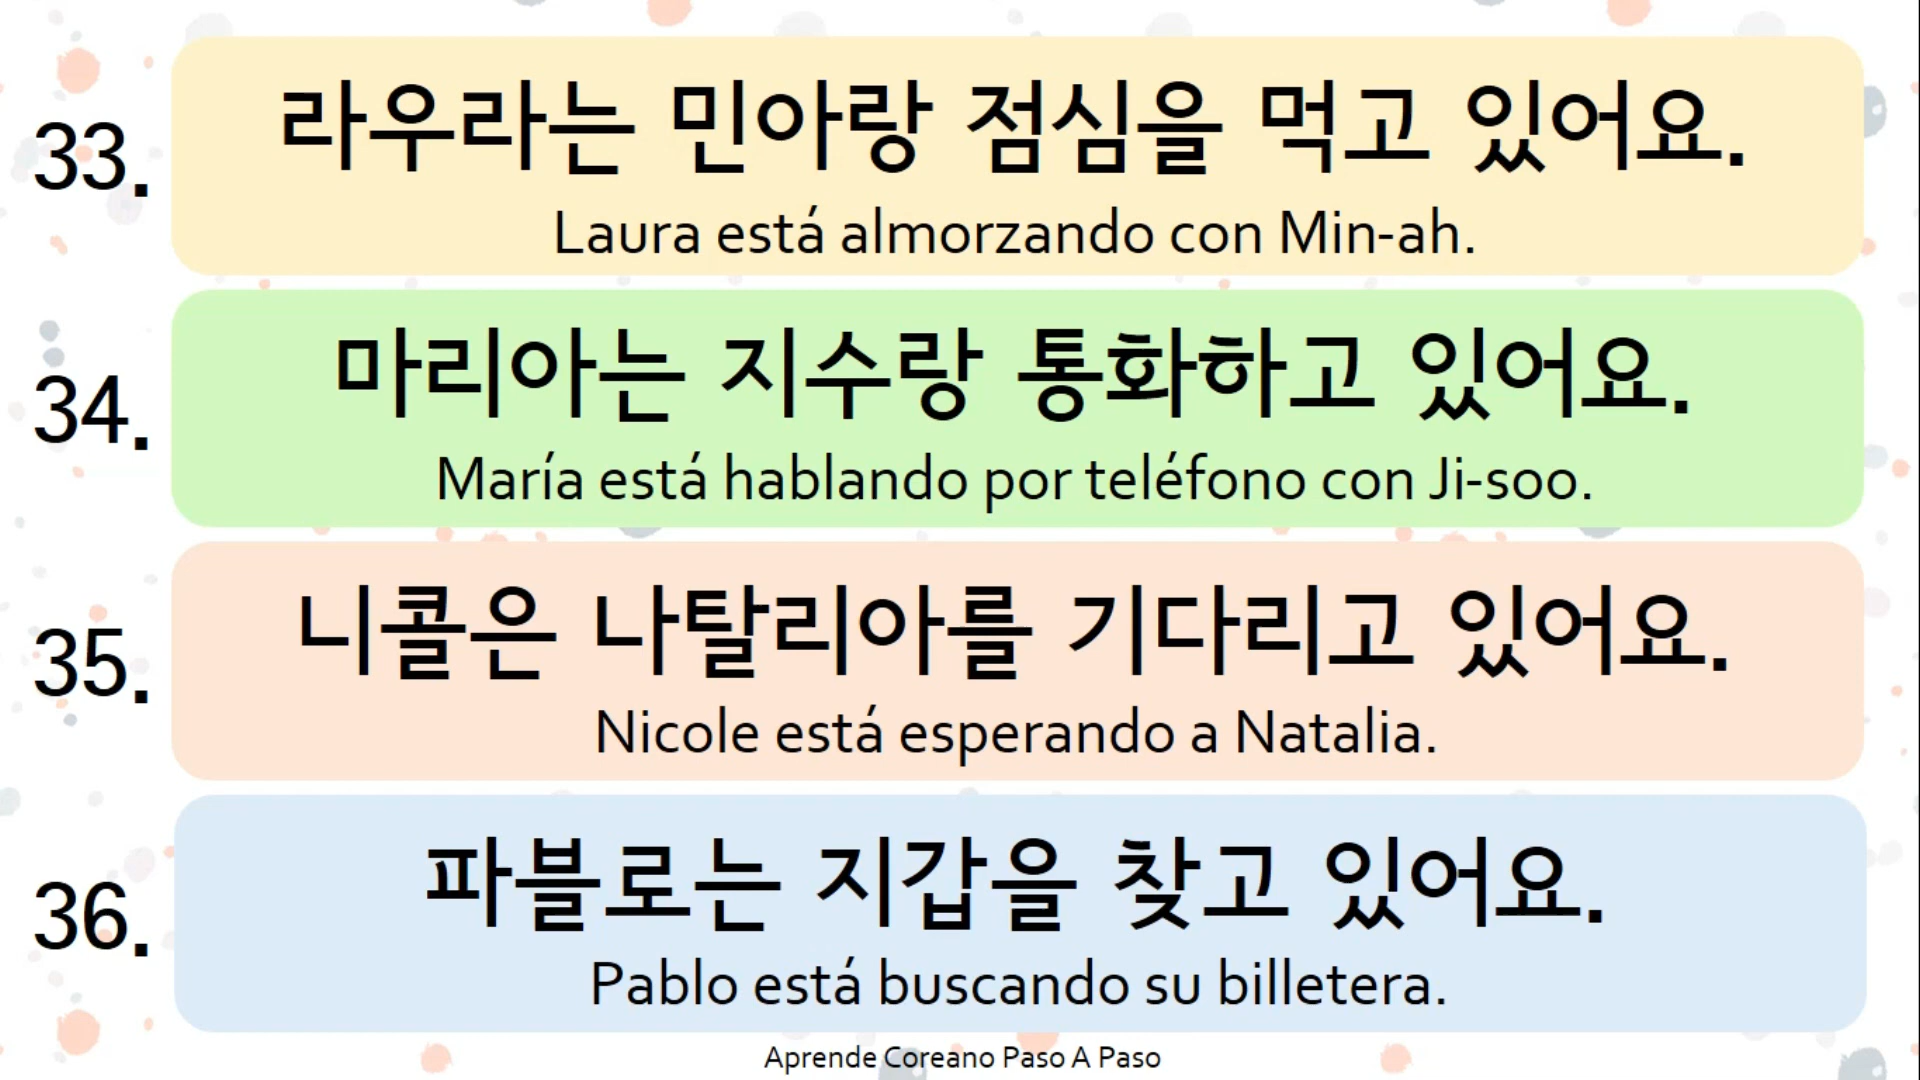 33. 라우라는 민아랑 점심을 먹고 있어요.
Laura está almorzando con Min-ah.
34. 마리아는 지수랑 통화하고 있어요.
María está hablando por teléfono con Ji-soo.
35. 니콜은 나탈리아를 기다리고 있어요.
Nicole está esperando a Natalia.
36. 파블로는 지갑을 찾고 있어요.
Pablo está buscando su billetera.
Aprende Coreano Paso A Paso